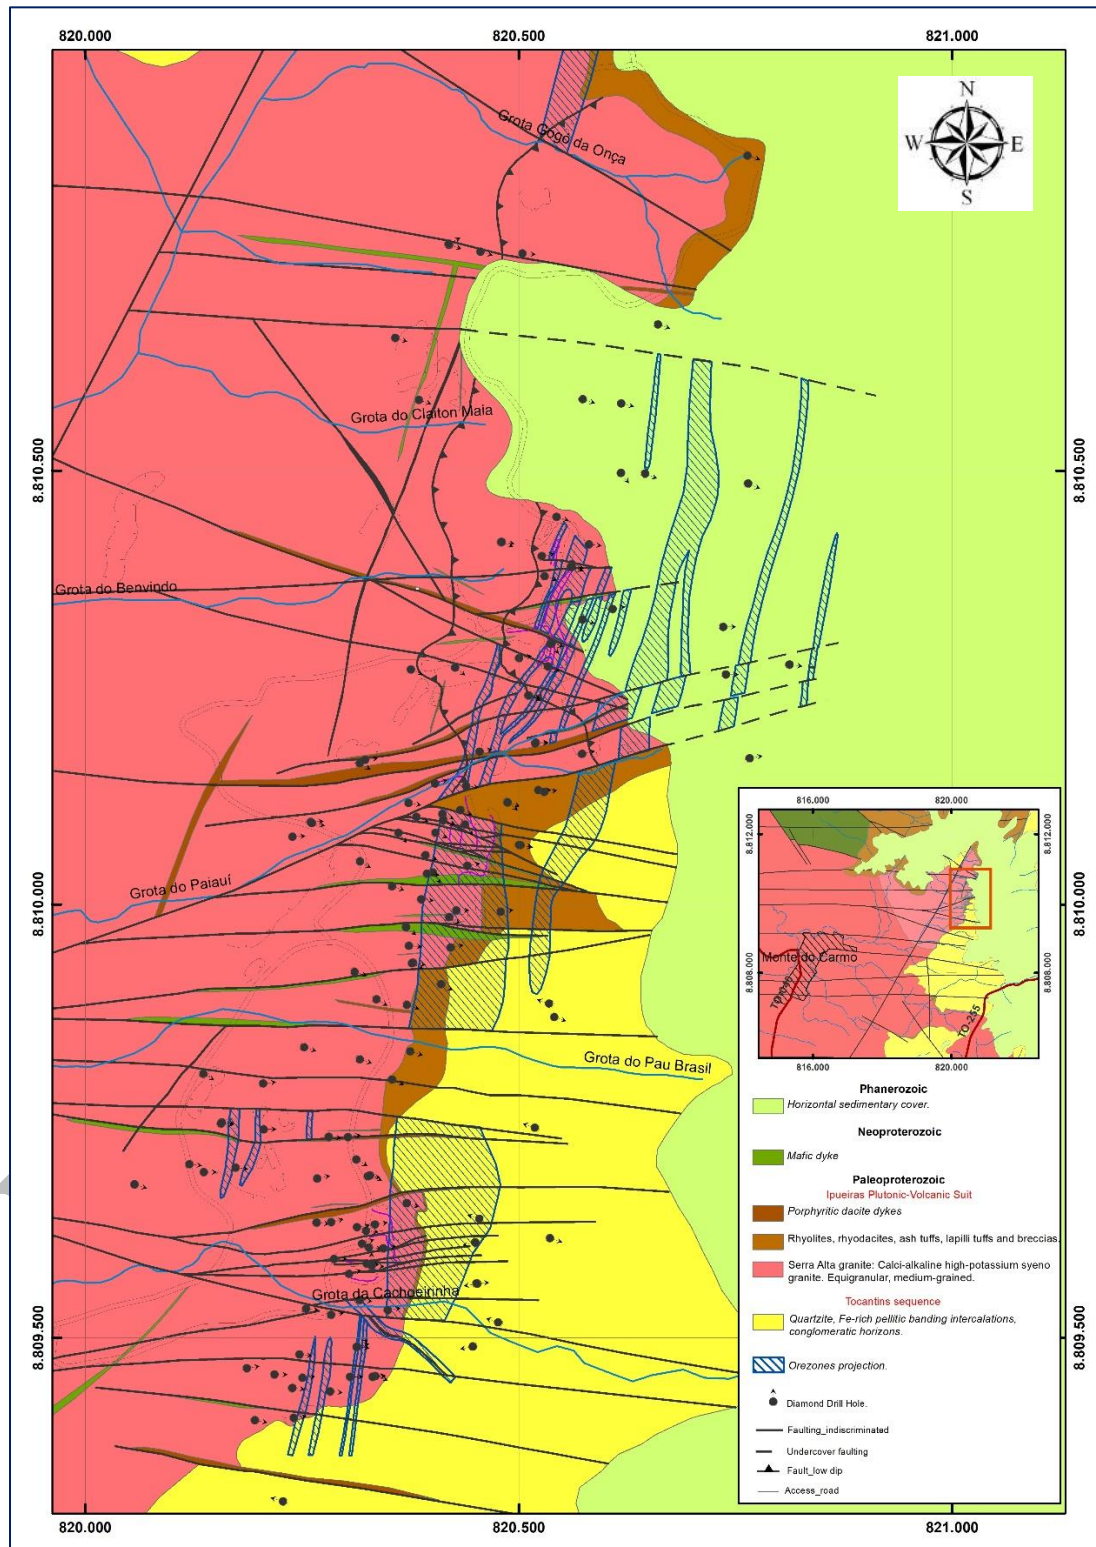 820.000
820.500
821.000
N
W
E
S
Grota Gogó da Onça
Grota do Claiton Maia
8.810.500
8.810.500
Grota do Benvindo
Grota do Paiauí
8.810.000
8.810.000
Grota do Pau Brasil
Grota da Cachoeirinha
8.809.500
8.809.500
816.000
820.000
8.812.000
8.812.000
Monte do Carmo
8.808.000
8.808.000
TO-255
816.000
820.000
Phanerozoic
Horizontal sedimentary cover.
Neoproterozoic
Mafic dyke
Paleoproterozoic
Ipueiras Plutonic-Volcanic Suit
Porphyritic dacite dykes
Rhyolites, rhyodacites, ash tuffs, lapilli tuffs and breccias.
Serra Alta granite: Calci-alkaline high-potassium syeno
granite. Equigranular, medium-grained.
Tocantins sequence
Quartzite, Fe-rich pellitic banding intercalations,
conglomeratic horizons.
Orezones projection.
Diamond Drill Hole.
Faulting_indiscriminated
Undercover faulting
Fault_low dip
Access_road
820.000
820.500
821.000